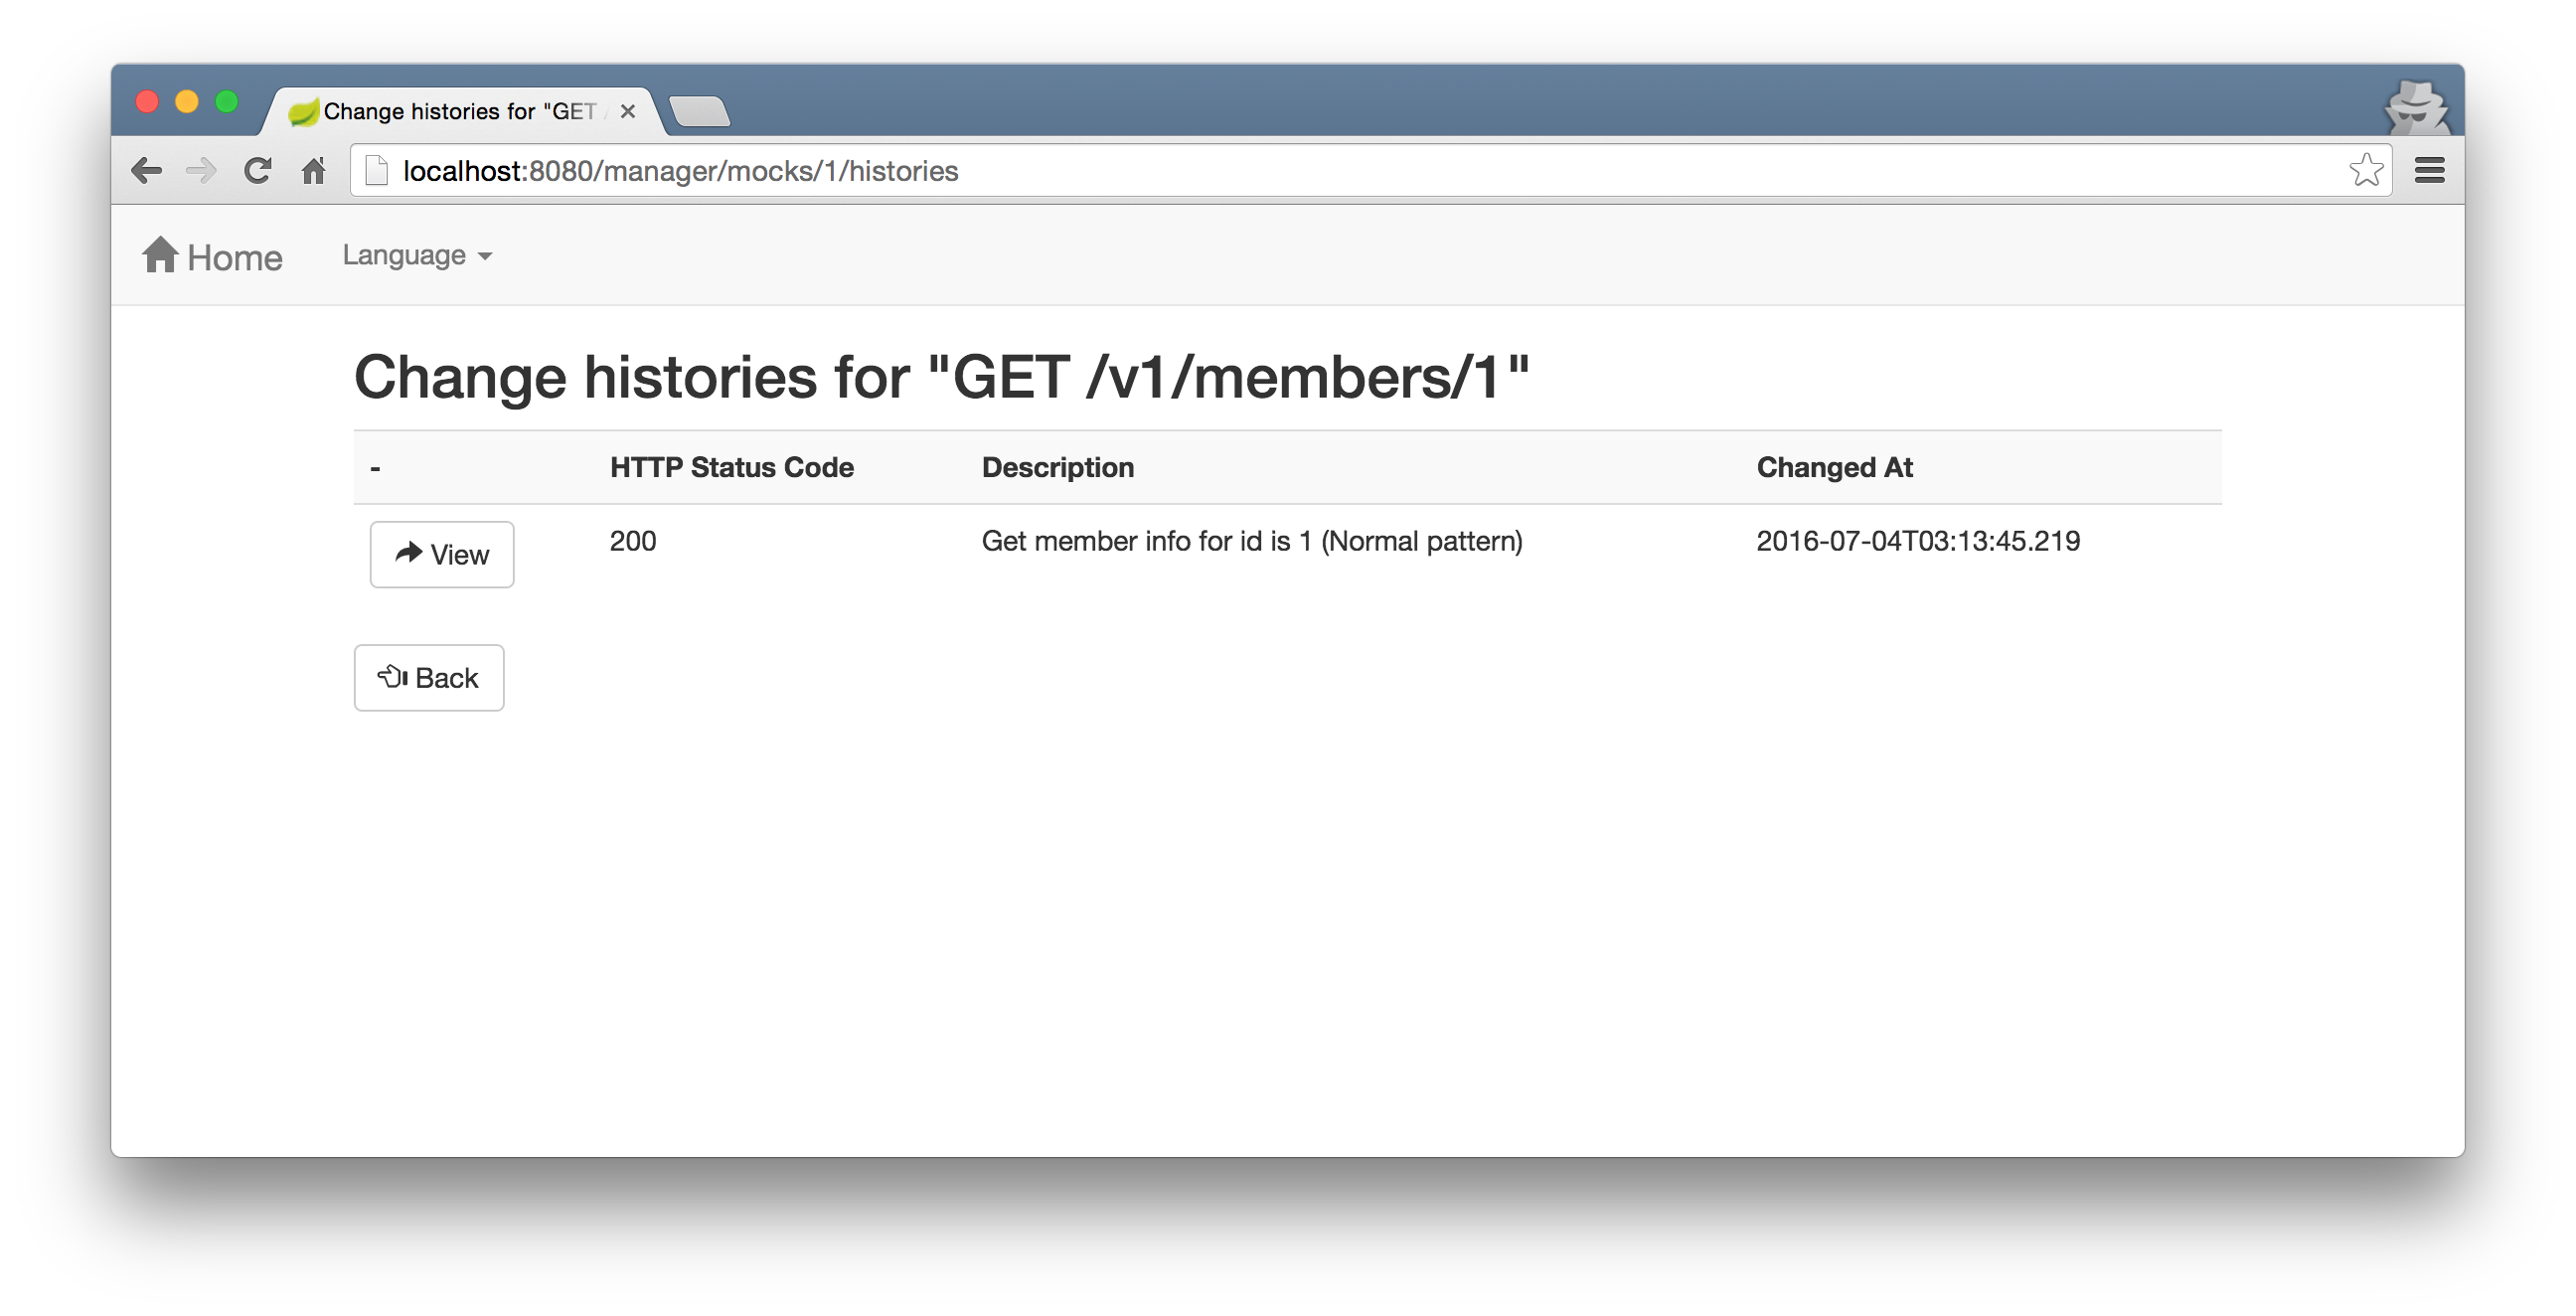 Change histories for "GET
localhost:8080/manager/mocks/1/histories
Home Language
Change histories for "GET /v1/members/1"
- HTTP Status Code Description Changed At
View 200 Get member info for id is 1 (Normal pattern) 2016-07-04T03:13:45.219
Back